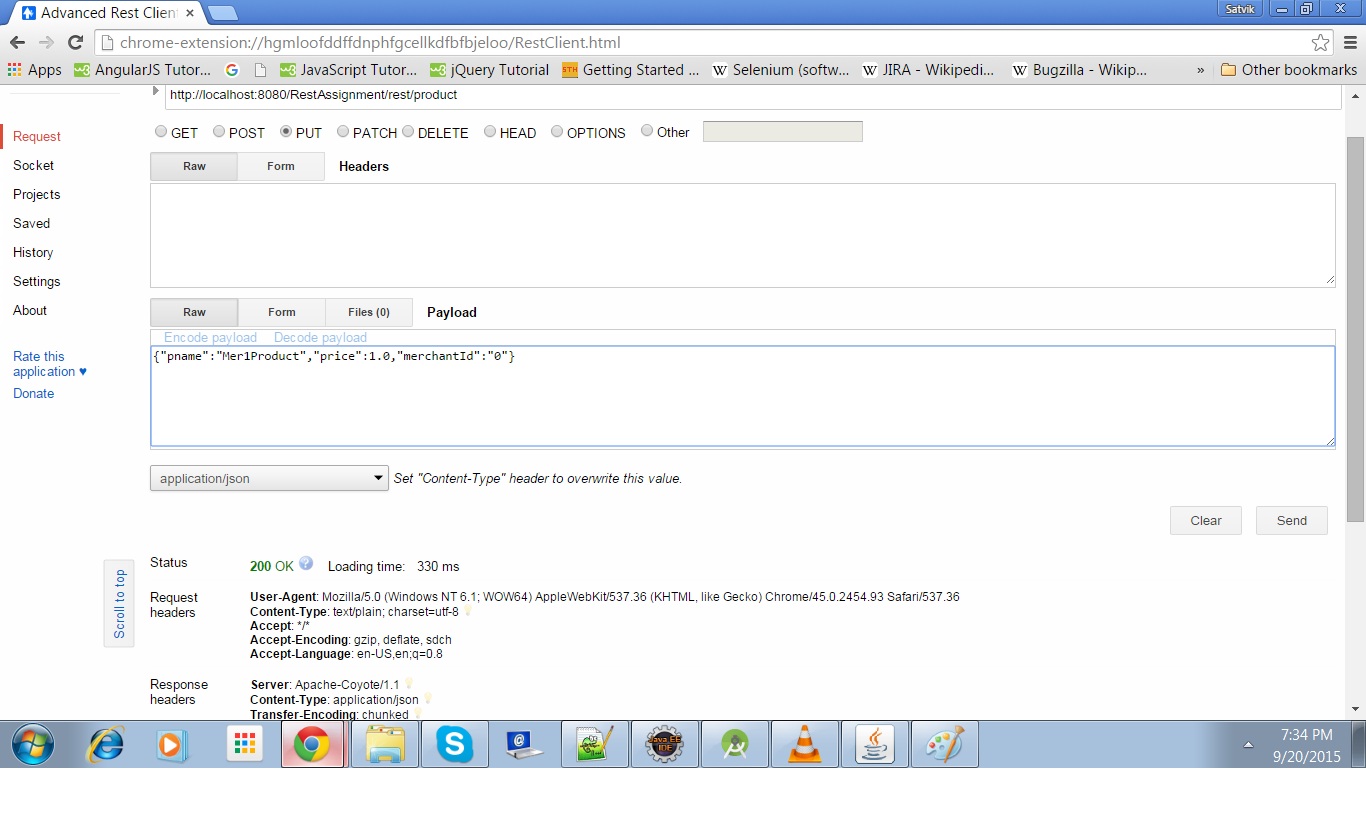 Advanced Rest Client ×
Satvik
chrome-extension://hgmloofddffdnphfgcellkdfbfbjeloo/RestClient.html
Apps AngularJS Tutor... JavaScript Tutor... jQuery Tutorial STH Getting Started ... W Selenium (softw... W JIRA - Wikipedi... W Bugzilla - Wikip... » Other bookmarks
http://localhost:8080/RestAssignment/rest/product
Request
Socket
Projects
Saved
History
Settings
About
Rate this
application ♥
Donate
GET POST PUT PATCH DELETE HEAD OPTIONS Other
Raw Form Headers
Raw Form Files (0) Payload
Encode payload Decode payload
{"pname":"Mer1Product","price":1.0,"merchantId":"0"}
application/json Set "Content-Type" header to overwrite this value.
Clear Send
Scroll to top
Status 200 OK ? Loading time: 330 ms
Request
headers
User-Agent: Mozilla/5.0 (Windows NT 6.1; WOW64) AppleWebKit/537.36 (KHTML, like Gecko) Chrome/45.0.2454.93 Safari/537.36
Content-Type: text/plain; charset=utf-8
Accept: */*
Accept-Encoding: gzip, deflate, sdch
Accept-Language: en-US,en;q=0.8
Response
headers
Server: Apache-Coyote/1.1
Content-Type: application/json
Transfer-Encoding: chunked
Java EE
IDE
7:34 PM
9/20/2015